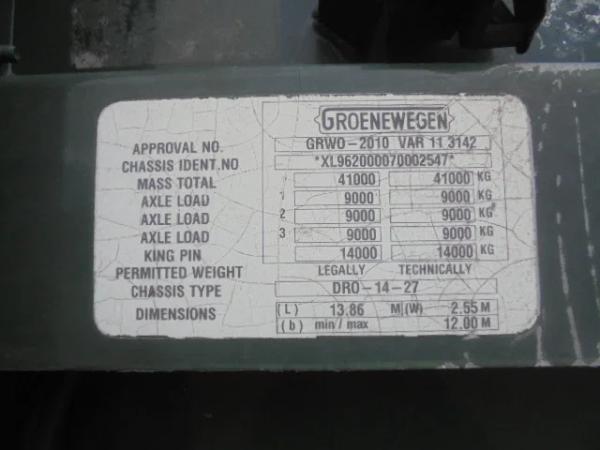 GROENEWEGEN
APPROVAL NO. GRWO-2010 VAR 11 3142
CHASSIS IDENT.NO *XL962000070002547*
MASS TOTAL 41000 41000 KG
AXLE LOAD 1 9000 9000 KG
AXLE LOAD 2 9000 9000 KG
AXLE LOAD 3 9000 9000 KG
KING PIN 14000 14000 KG
PERMITTED WEIGHT LEGALLY TECHNICALLY
CHASSIS TYPE DRO-14-27
DIMENSIONS (L) 13.86 M (W) 2.55 M
(b) min/max 12.00 M